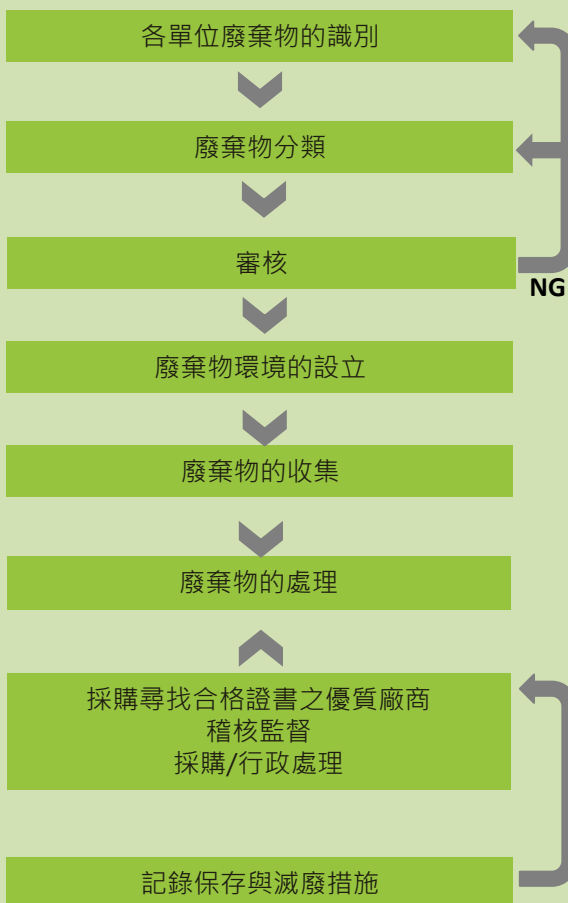 各單位廢棄物的識別
廢棄物分類
審核
NG
廢棄物環境的設立
廢棄物的收集
廢棄物的處理
採購尋找合格證書之優質廠商
稽核監督
採購/行政處理
記錄保存與滅廢措施